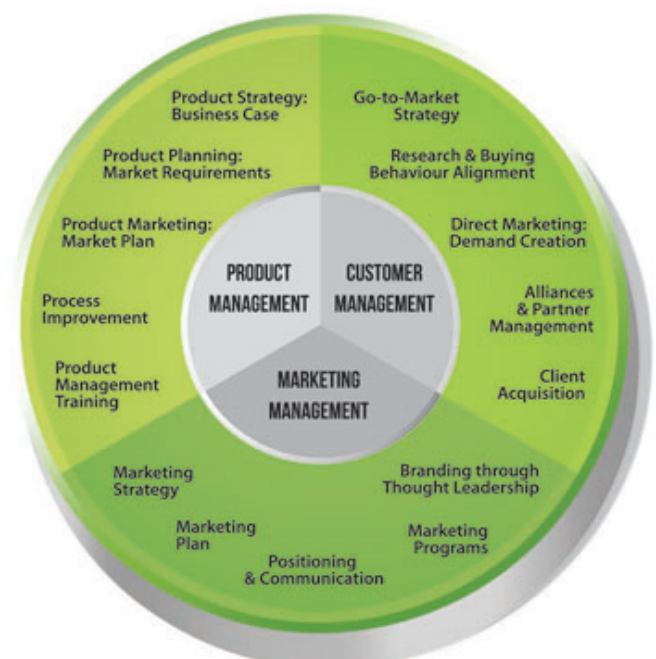 Product Strategy:
Business Case
Product Planning:
Market Requirements
Product Marketing:
Market Plan
Process
Improvement
Product
Management
Training
Go-to-Market
Strategy
Research & Buying
Behaviour Alignment
Direct Marketing:
Demand Creation
Alliances
& Partner
Management
Client
Acquisition
PRODUCT
MANAGEMENT
CUSTOMER
MANAGEMENT
MARKETING
MANAGEMENT
Marketing
Strategy
Marketing
Plan
Positioning
& Communication
Marketing
Programs
Branding through
Thought Leadership